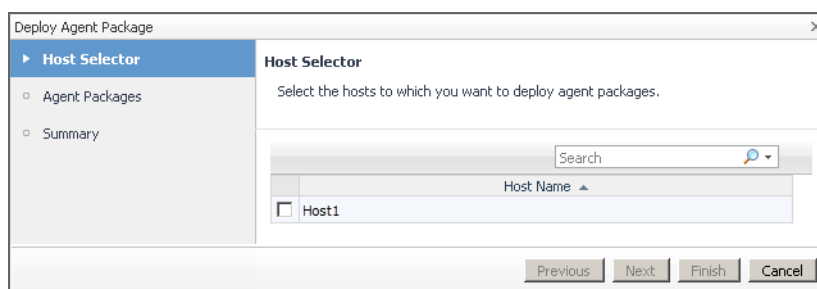 Deploy Agent Package
Host Selector
Agent Packages
Summary
Host Selector
Select the hosts to which you want to deploy agent packages.
Search
Host Name
Host1
Previous
Next
Finish
Cancel